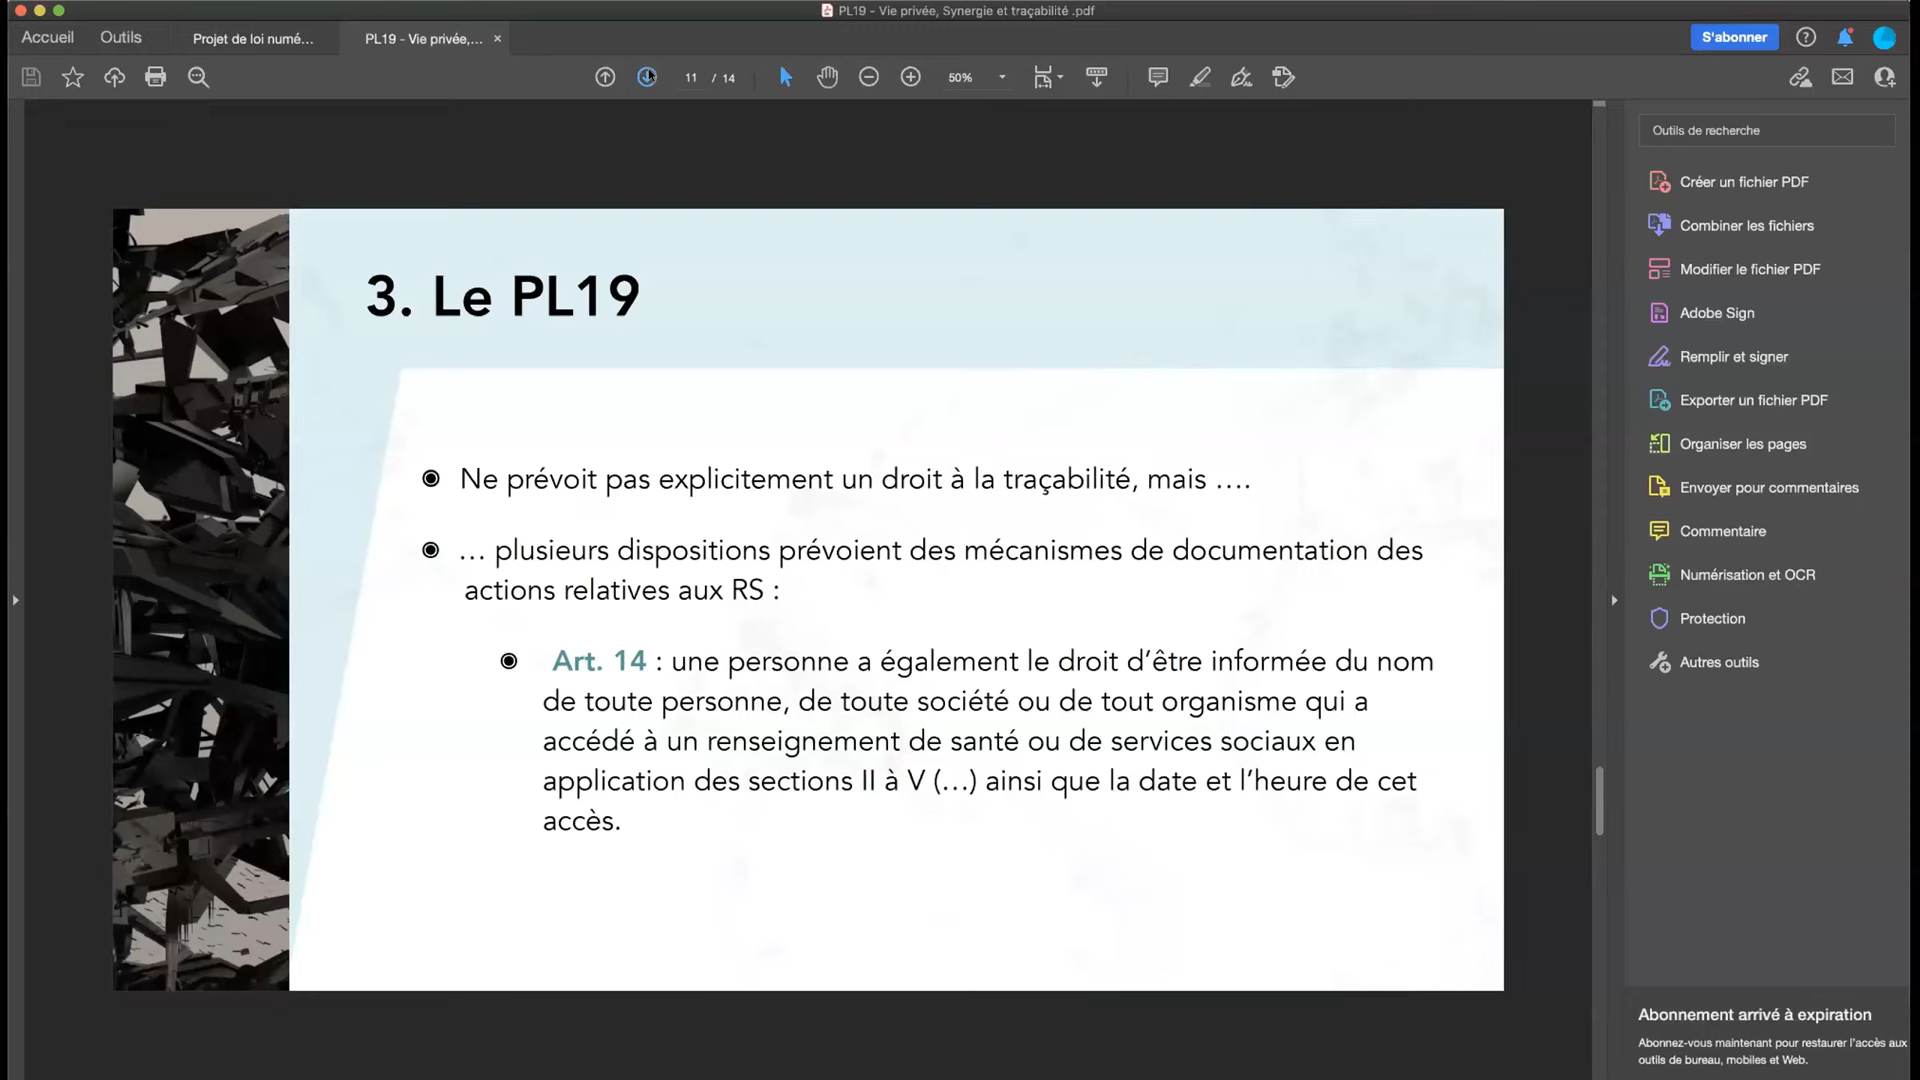 PL19 - Vie privée, Synergie et traçabilité .pdf
Accueil
Outils
Projet de loi numé...
PL19 - Vie privée,...
S'abonner
11 / 14
50%
Outils de recherche
Créer un fichier PDF
Combiner les fichiers
Modifier le fichier PDF
Adobe Sign
Remplir et signer
Exporter un fichier PDF
Organiser les pages
Envoyer pour commentaires
Commentaire
Numérisation et OCR
Protection
Autres outils
3. Le PL19
Ne prévoit pas explicitement un droit à la traçabilité, mais ....
... plusieurs dispositions prévoient des mécanismes de documentation des
actions relatives aux RS :
Art. 14 : une personne a également le droit d'être informée du nom
de toute personne, de toute société ou de tout organisme qui a
accédé à un renseignement de santé ou de services sociaux en
application des sections II à V (...) ainsi que la date et l'heure de cet
accès.
Abonnement arrivé à expiration
Abonnez-vous maintenant pour restaurer l'accès aux
outils de bureau, mobiles et Web.